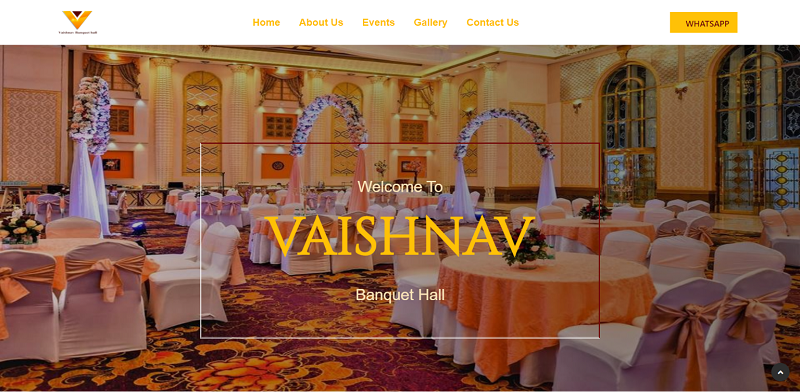 Vaishnav Banquet hall
Home About Us Events Gallery Contact Us
WHATSAPP
Welcome To
VAISHNAV
Banquet Hall